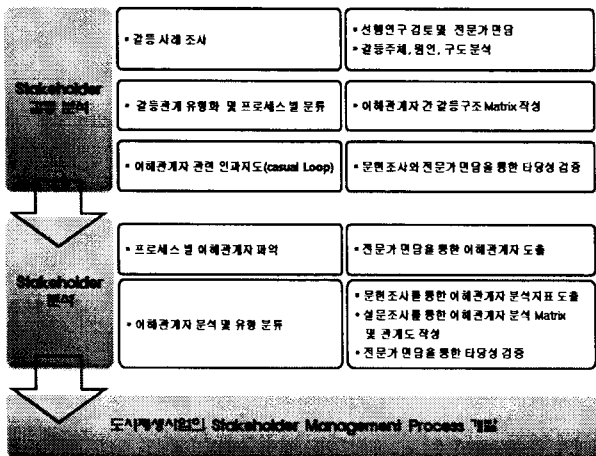 Stakeholder
갈등 분석
• 갈등 사례 조사
• 선행연구 검토 및 전문가 면담
• 갈등주체, 원인, 구도 분석
• 갈등관계 유형화 및 프로세스 별 분류
• 이해관계자 간 갈등구조 Matrix 작성
• 이해관계자 관련 인과지도(casual Loop)
• 문헌조사와 전문가 면담을 통한 타당성 검증
Stakeholder
분석
• 프로세스 별 이해관계자 파악
• 전문가 면담을 통한 이해관계자 도출
• 이해관계자 분석 및 유형 분류
• 문헌조사를 통한 이해관계자 분석지표 도출
• 설문조사를 통한 이해관계자 분석 Matrix
및 관계도 작성
• 전문가 면담을 통한 타당성 검증
도시재생사업의 Stakeholder Management Process 개발